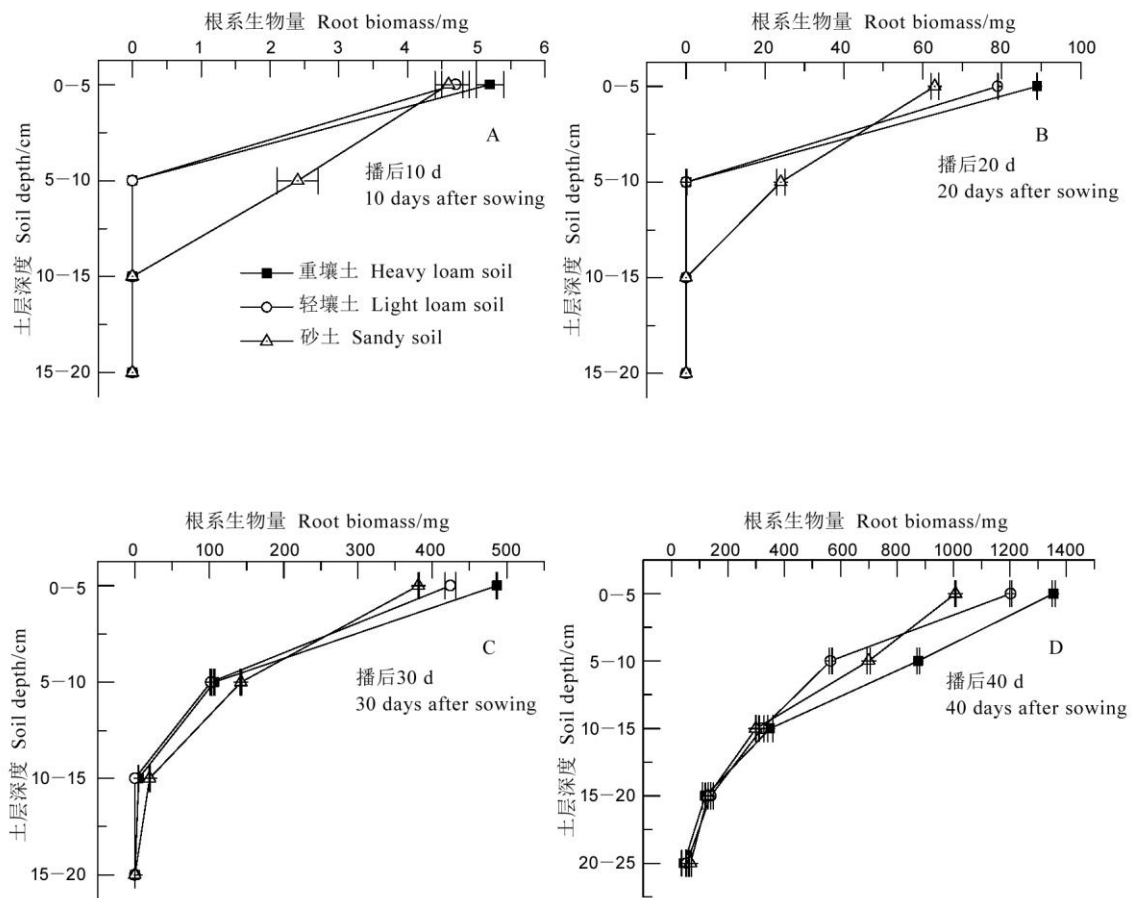 根系生物量 Root biomass/mg
0 1 2 3 4 5 6
0－5
5－10
10－15
15－20
土层深度 Soil depth/cm
A
播后10 d
10 days after sowing
重壤土 Heavy loam soil
轻壤土 Light loam soil
砂土 Sandy soil
根系生物量 Root biomass/mg
0 20 40 60 80 100
0－5
5－10
10－15
15－20
土层深度 Soil depth/cm
B
播后20 d
20 days after sowing
根系生物量 Root biomass/mg
0 100 200 300 400 500
0－5
5－10
10－15
15－20
土层深度 Soil depth/cm
C
播后30 d
30 days after sowing
根系生物量 Root biomass/mg
0 200 400 600 800 1000 1200 1400
0－5
5－10
10－15
15－20
20－25
土层深度 Soil depth/cm
D
播后40 d
40 days after sowing